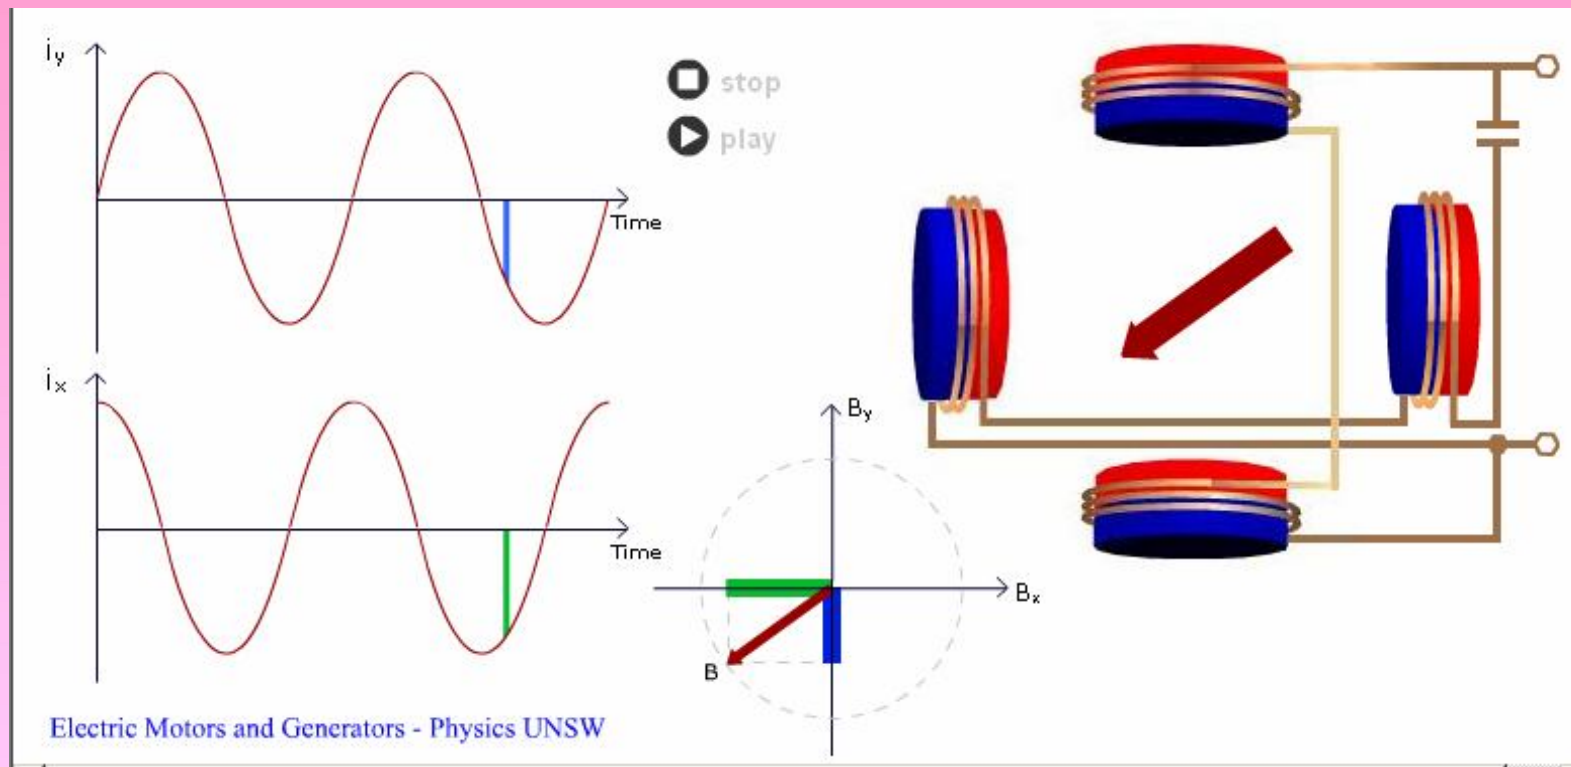 iy
stop
play
Time
ix
Time
By
Bx
B
Electric Motors and Generators - Physics UNSW